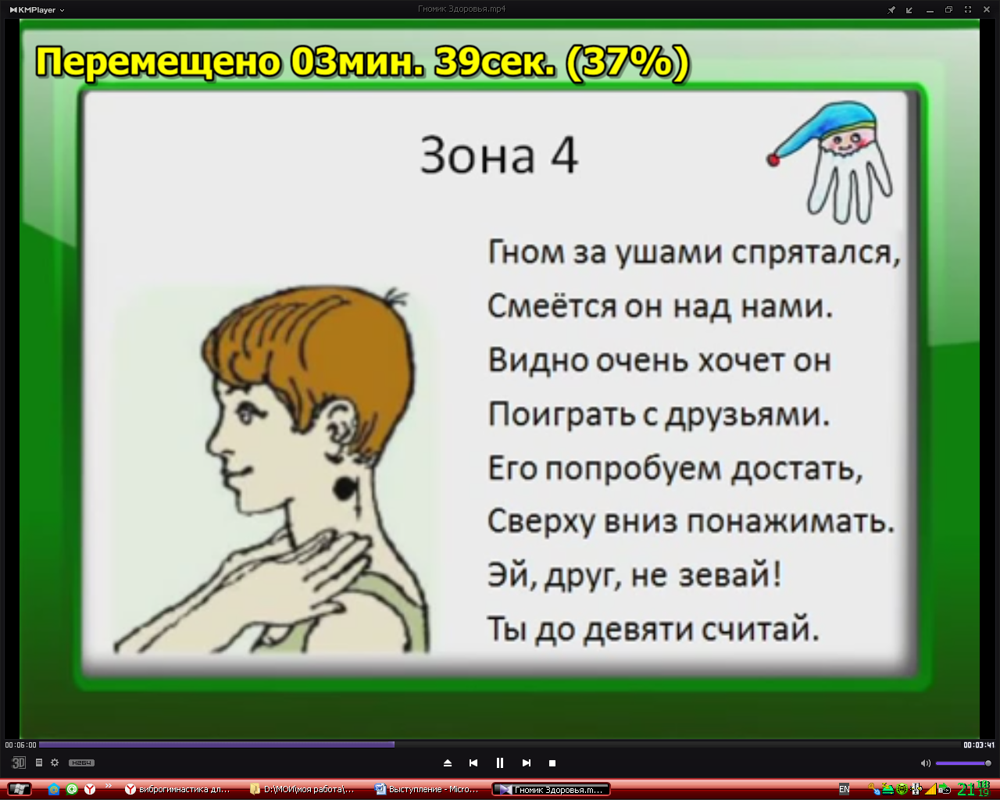 KMPlayer
Гномик Здоровья.mp4
Перемещено 03мин. 39сек. (37%)
Зона 4
Гном за ушами спрятался,
Смеётся он над нами.
Видно очень хочет он
Поиграть с друзьями.
Его попробуем достать,
Сверху вниз понажимать.
Эй, друг, не зевай!
Ты до девяти считай.
00:06:00
00:03:41
3D
H264
виброгимнастика дл...
D:\МОИ\моя работа\...
Выступление - Micro...
Гномик Здоровья.m...
EN